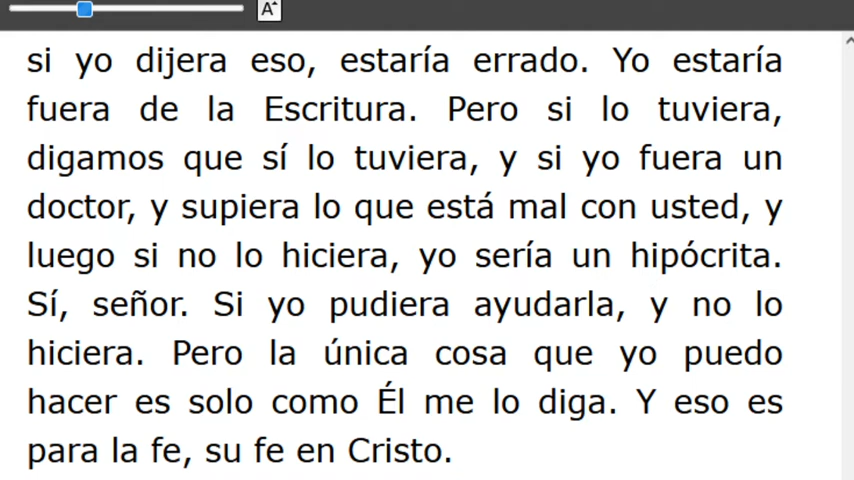 A
si yo dijera eso, estaría errado. Yo estaría
fuera de la Escritura. Pero si lo tuviera,
digamos que sí lo tuviera, y si yo fuera un
doctor, y supiera lo que está mal con usted, y
luego si no lo hiciera, yo sería un hipócrita.
Sí, señor. Si yo pudiera ayudarla, y no lo
hiciera. Pero la única cosa que yo puedo
hacer es solo como Él me lo diga. Y eso es
para la fe, su fe en Cristo.